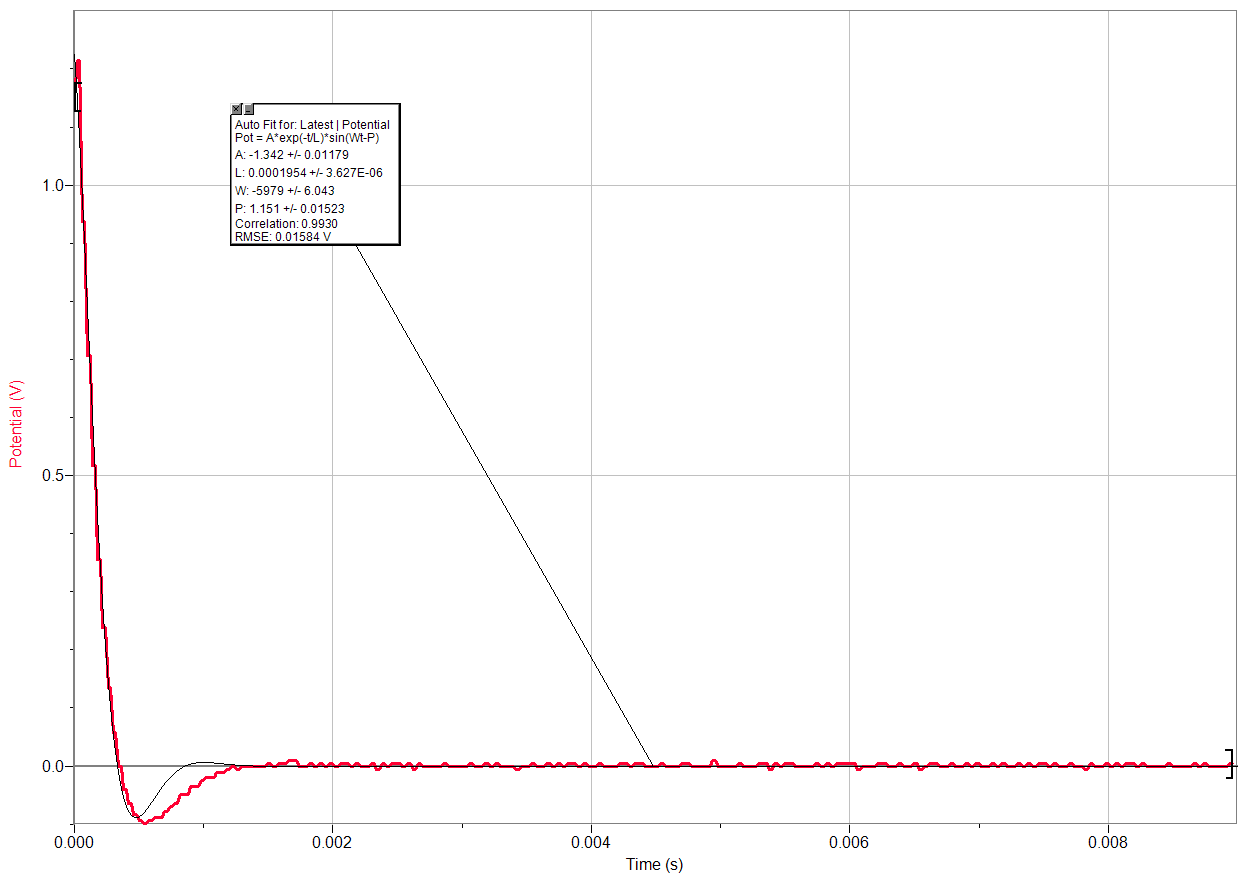 Auto Fit for: Latest | Potential
Pot = A*exp(-t/L)*sin(Wt-P)
A: -1.342 +/- 0.01179
L: 0.0001954 +/- 3.627E-06
W: -5979 +/- 6.043
P: 1.151 +/- 0.01523
Correlation: 0.9930
RMSE: 0.01584 V
1.0
0.5
0.0
Potential (V)
0.000 0.002 0.004 0.006 0.008
Time (s)